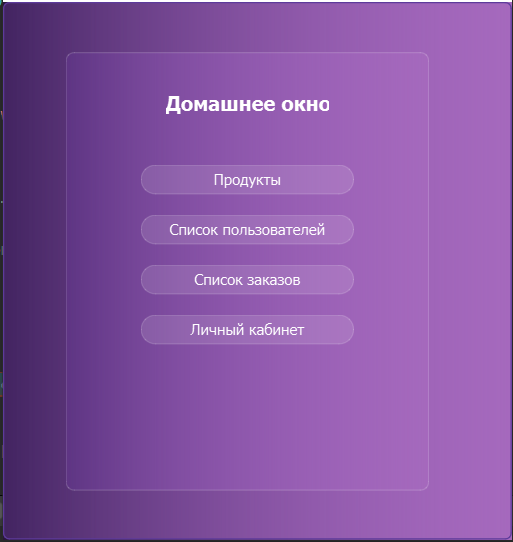 Домашнее окно
Продукты
Список пользователей
Список заказов
Личный кабинет